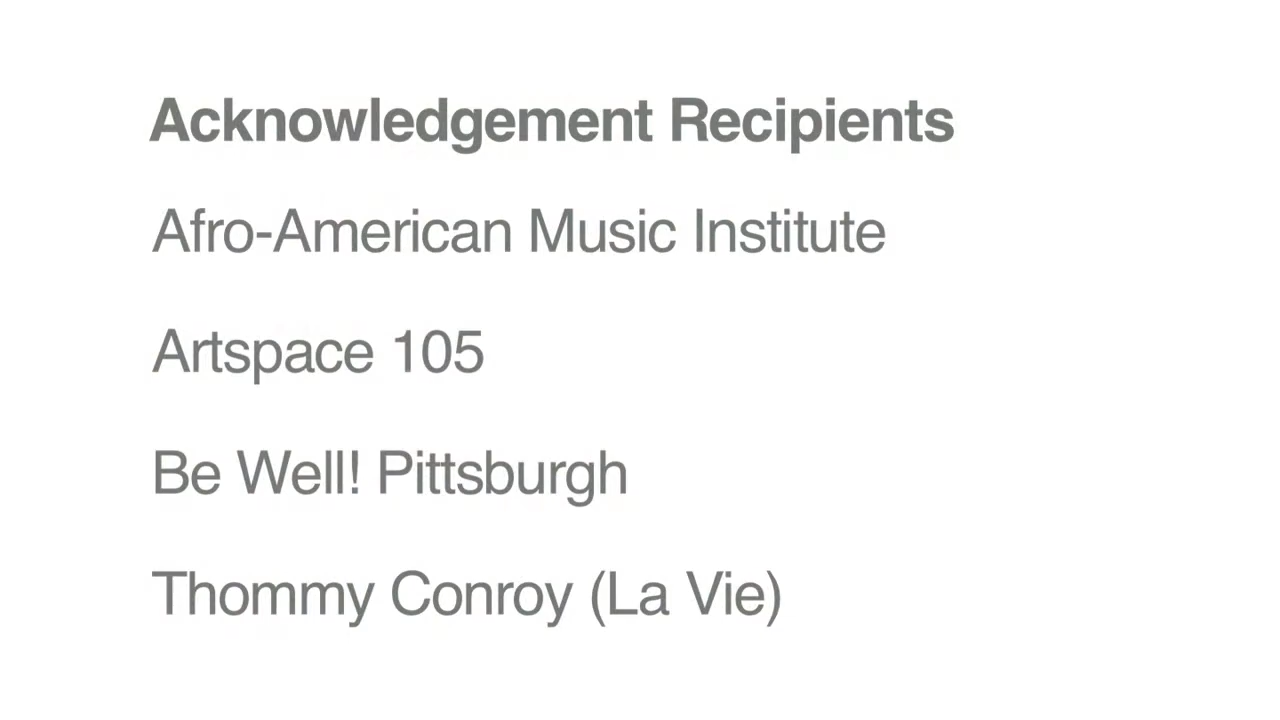 Acknowledgement Recipients
Afro-American Music Institute
Artspace 105
Be Well! Pittsburgh
Thommy Conroy (La Vie)